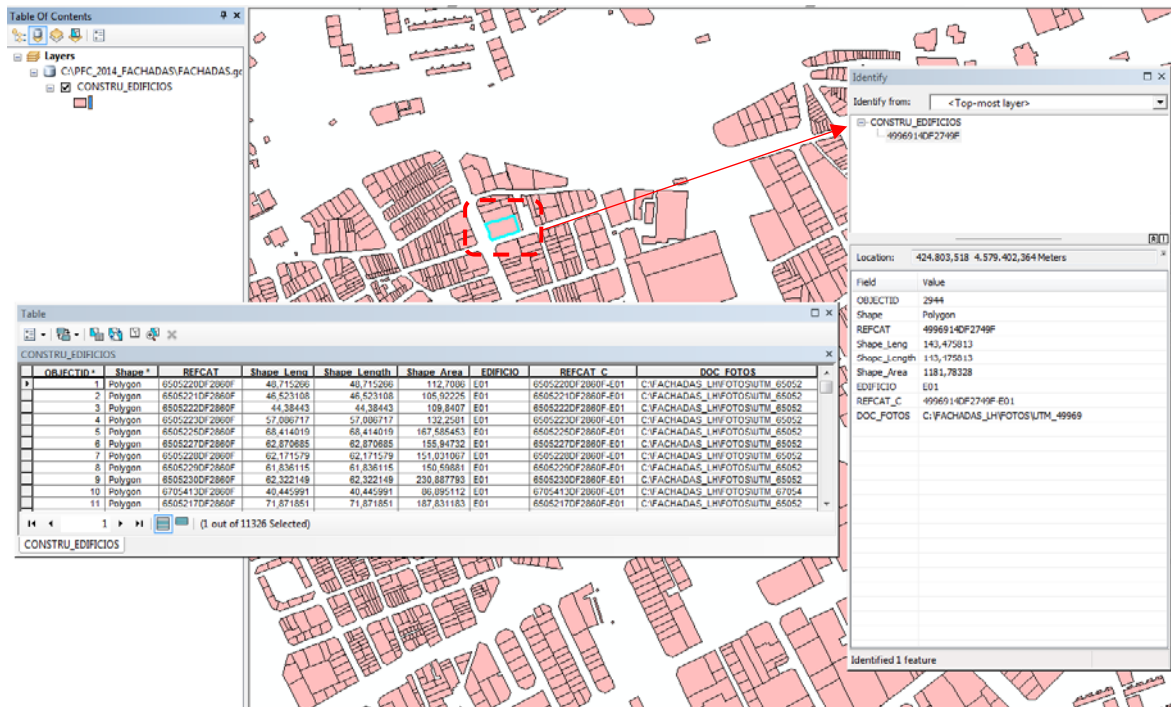 Table Of Contents
Layers
C:\PFC_2014_FACHADAS\FACHADAS.gc
CONSTRU_EDIFICIOS
Identify
Identify from: <Top-most layer>
CONSTRU_EDIFICIOS
4996914DF2749F
Location: 424.803,518 4.579.402,364 Meters
Field Value
OBJECTID 2944
Shape Polygon
REFCAT 4996914DF2749F
Shape_Leng 143,475813
Shape_Length 143,475813
Shape_Area 1181,78328
EDIFICIO E01
REFCAT_C 4996914DF2749F-E01
DOC_FOTOS C:\FACHADAS_LH\FOTOS\UTM_49969
Identified 1 feature
Table
CONSTRU_EDIFICIOS
OBJECTID * Shape * REFCAT Shape_Leng Shape_Length Shape_Area EDIFICIO REFCAT_C DOC_FOTOS
1 Polygon 6505220DF2860F 48,715266 48,715266 112,7086 E01 6505220DF2860F-E01 C:\FACHADAS_LH\FOTOS\UTM_65052
2 Polygon 6505221DF2860F 46,523108 46,523108 105,92225 E01 6505221DF2860F-E01 C:\FACHADAS_LH\FOTOS\UTM_65052
3 Polygon 6505222DF2860F 44,38443 44,38443 109,8407 E01 6505222DF2860F-E01 C:\FACHADAS_LH\FOTOS\UTM_65052
4 Polygon 6505223DF2860F 57,086717 57,086717 132,2581 E01 6505223DF2860F-E01 C:\FACHADAS_LH\FOTOS\UTM_65052
5 Polygon 6505225DF2860F 68,414019 68,414019 167,585453 E01 6505225DF2860F-E01 C:\FACHADAS_LH\FOTOS\UTM_65052
6 Polygon 6505227DF2860F 62,870685 62,870685 155,94732 E01 6505227DF2860F-E01 C:\FACHADAS_LH\FOTOS\UTM_65052
7 Polygon 6505228DF2860F 62,171579 62,171579 151,031067 E01 6505228DF2860F-E01 C:\FACHADAS_LH\FOTOS\UTM_65052
8 Polygon 6505229DF2860F 61,836115 61,836115 150,59881 E01 6505229DF2860F-E01 C:\FACHADAS_LH\FOTOS\UTM_65052
9 Polygon 6505230DF2860F 62,322149 62,322149 230,887793 E01 6505230DF2860F-E01 C:\FACHADAS_LH\FOTOS\UTM_65052
10 Polygon 6705413DF2860F 40,445991 40,445991 86,895112 E01 6705413DF2860F-E01 C:\FACHADAS_LH\FOTOS\UTM_67054
11 Polygon 6505217DF2860F 71,871851 71,871851 187,831183 E01 6505217DF2860F-E01 C:\FACHADAS_LH\FOTOS\UTM_65052
1 (1 out of 11326 Selected)
CONSTRU_EDIFICIOS